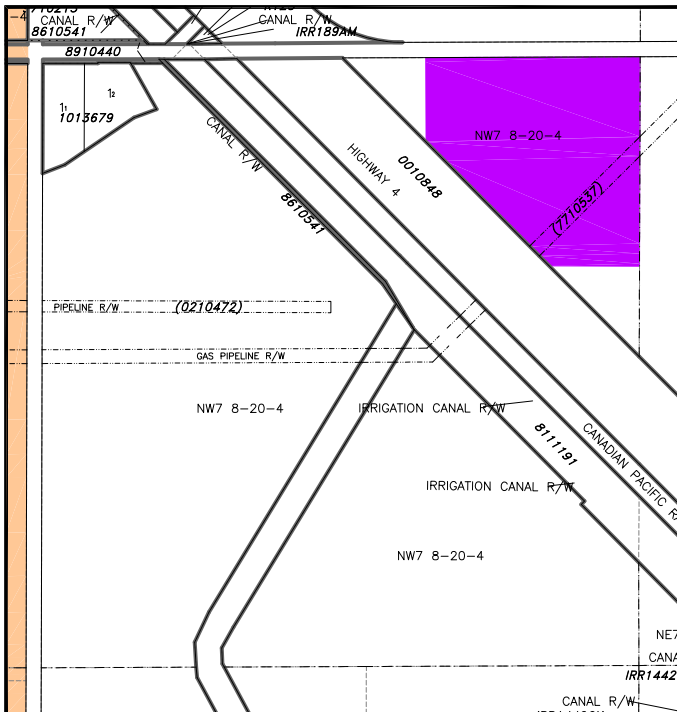 -4
CANAL R/W
8610541
CANAL R/W
IRR189AM
8910440
1₁
1₂
1013679
NW7 8-20-4
CANAL R/W
HIGHWAY 4
0010848
(7710537)
8610541
PIPELINE R/W
(0210472)
GAS PIPELINE R/W
NW7 8-20-4
IRRIGATION CANAL R/W
8111191
CANADIAN PACIFIC R
IRRIGATION CANAL R/W
NW7 8-20-4
NE7
CANA
IRR1442
CANAL R/W